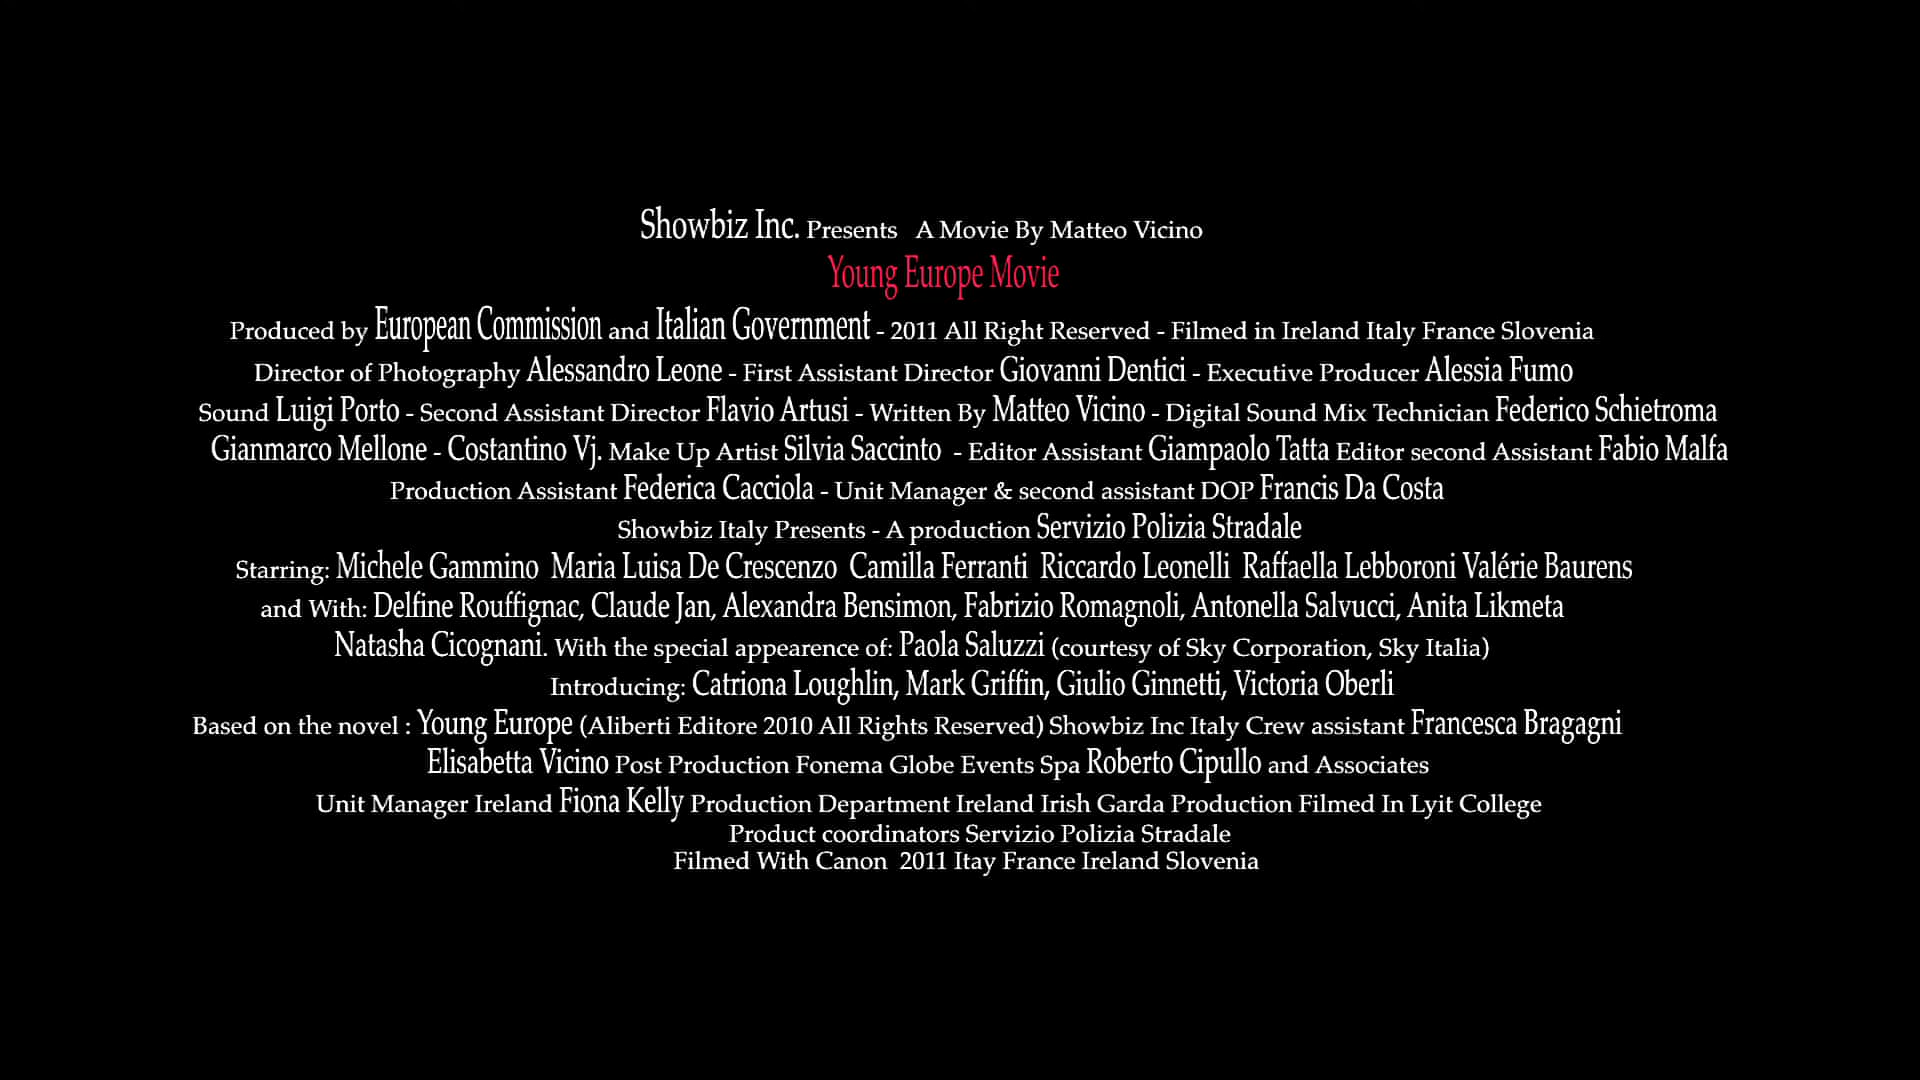 Showbiz Inc. Presents A Movie By Matteo Vicino
Young Europe Movie
Produced by European Commission and Italian Government - 2011 All Right Reserved - Filmed in Ireland Italy France Slovenia
Director of Photography Alessandro Leone - First Assistant Director Giovanni Dentici - Executive Producer Alessia Fumo
Sound Luigi Porto - Second Assistant Director Flavio Artusi - Written By Matteo Vicino - Digital Sound Mix Technician Federico Schietroma
Gianmarco Mellone - Costantino Vj. Make Up Artist Silvia Saccinto - Editor Assistant Giampaolo Tatta Editor second Assistant Fabio Malfa
Production Assistant Federica Cacciola - Unit Manager & second assistant DOP Francis Da Costa
Showbiz Italy Presents - A production Servizio Polizia Stradale
Starring: Michele Gammino Maria Luisa De Crescenzo Camilla Ferranti Riccardo Leonelli Raffaella Lebboroni Valérie Baurens
and With: Delfine Rouffignac, Claude Jan, Alexandra Bensimon, Fabrizio Romagnoli, Antonella Salvucci, Anita Likmeta
Natasha Cicognani. With the special appearence of: Paola Saluzzi (courtesy of Sky Corporation, Sky Italia)
Introducing: Catriona Loughlin, Mark Griffin, Giulio Ginnetti, Victoria Oberli
Based on the novel : Young Europe (Aliberti Editore 2010 All Rights Reserved) Showbiz Inc Italy Crew assistant Francesca Bragagni
Elisabetta Vicino Post Production Fonema Globe Events Spa Roberto Cipullo and Associates
Unit Manager Ireland Fiona Kelly Production Department Ireland Irish Garda Production Filmed In Lyit College
Product coordinators Servizio Polizia Stradale
Filmed With Canon 2011 Itay France Ireland Slovenia